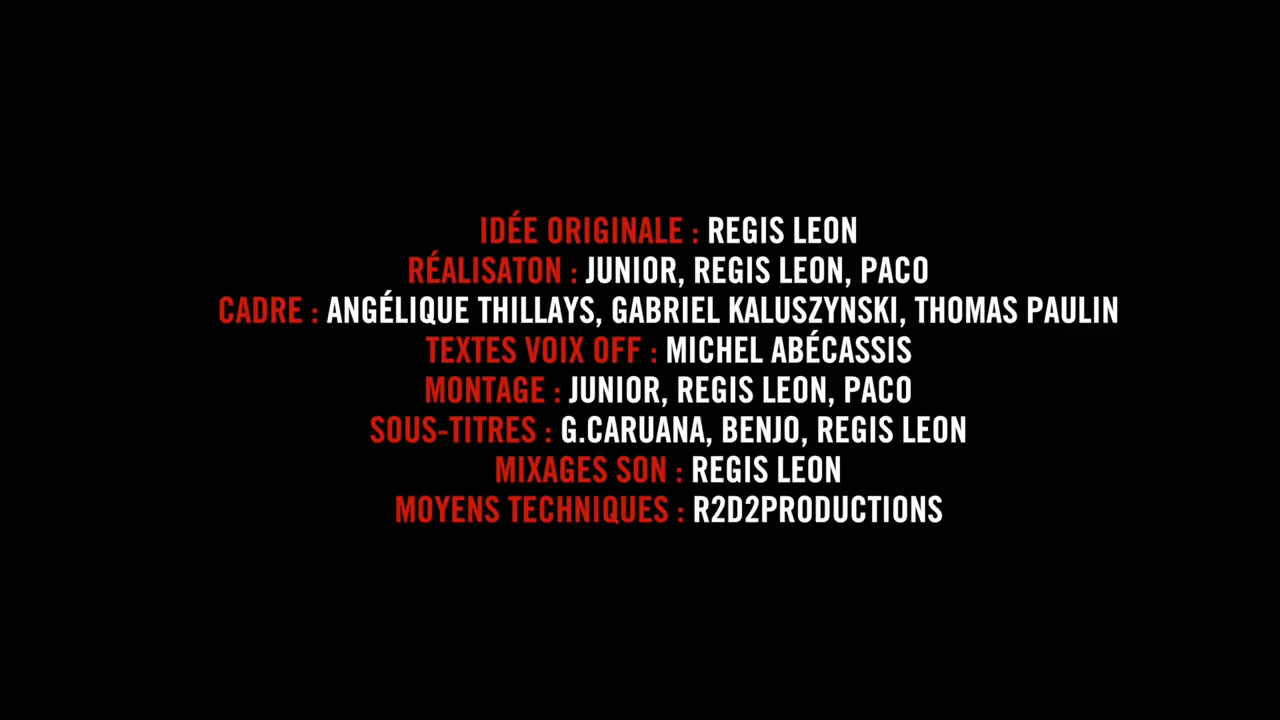 IDÉE ORIGINALE : REGIS LEON
RÉALISATON : JUNIOR, REGIS LEON, PACO
CADRE : ANGÉLIQUE THILLAYS, GABRIEL KALUSZYNSKI, THOMAS PAULIN
TEXTES VOIX OFF : MICHEL ABÉCASSIS
MONTAGE : JUNIOR, REGIS LEON, PACO
SOUS-TITRES : G.CARUANA, BENJO, REGIS LEON
MIXAGES SON : REGIS LEON
MOYENS TECHNIQUES : R2D2PRODUCTIONS